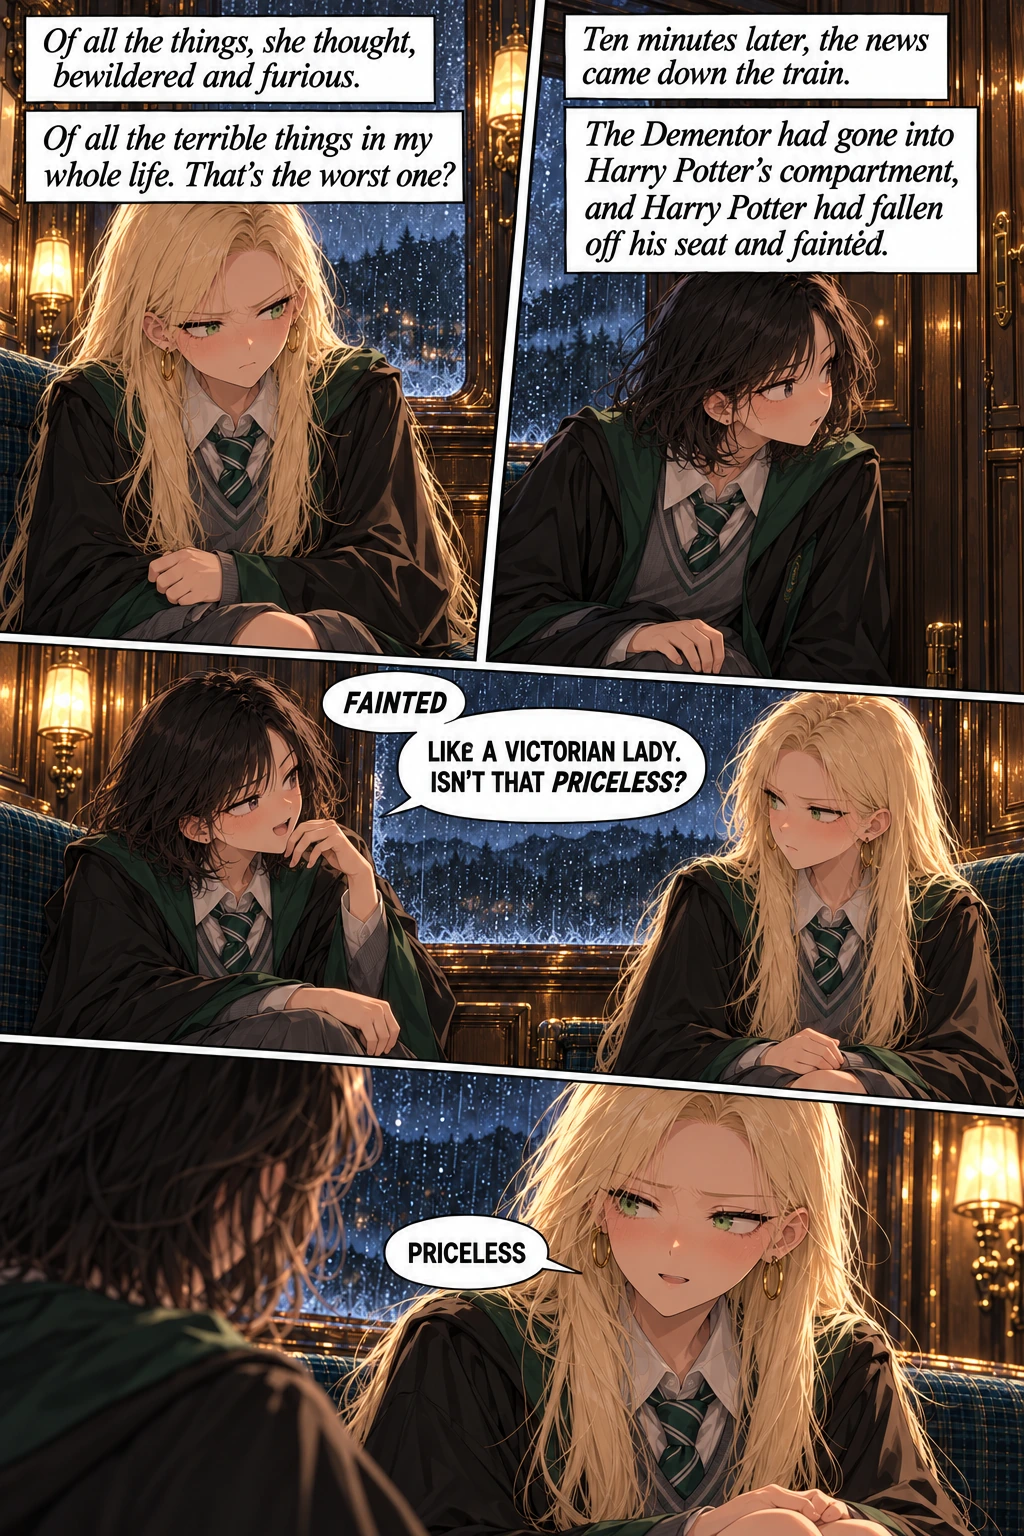 Of all the things, she thought,
bewildered and furious.
Of all the terrible things in my
whole life. That's the worst one?
Ten minutes later, the news
came down the train.
The Dementor had gone into
Harry Potter's compartment,
and Harry Potter had fallen
off his seat and fainted.
FAINTED
LIKE A VICTORIAN LADY.
ISN'T THAT PRICELESS?
PRICELESS